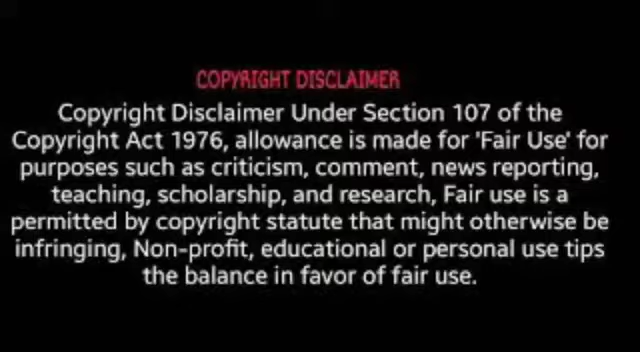 COPYRIGHT DISCLAIMER
Copyright Disclaimer Under Section 107 of the
Copyright Act 1976, allowance is made for 'Fair Use' for
purposes such as criticism, comment, news reporting,
teaching, scholarship, and research, Fair use is a
permitted by copyright statute that might otherwise be
infringing, Non-profit, educational or personal use tips
the balance in favor of fair use.